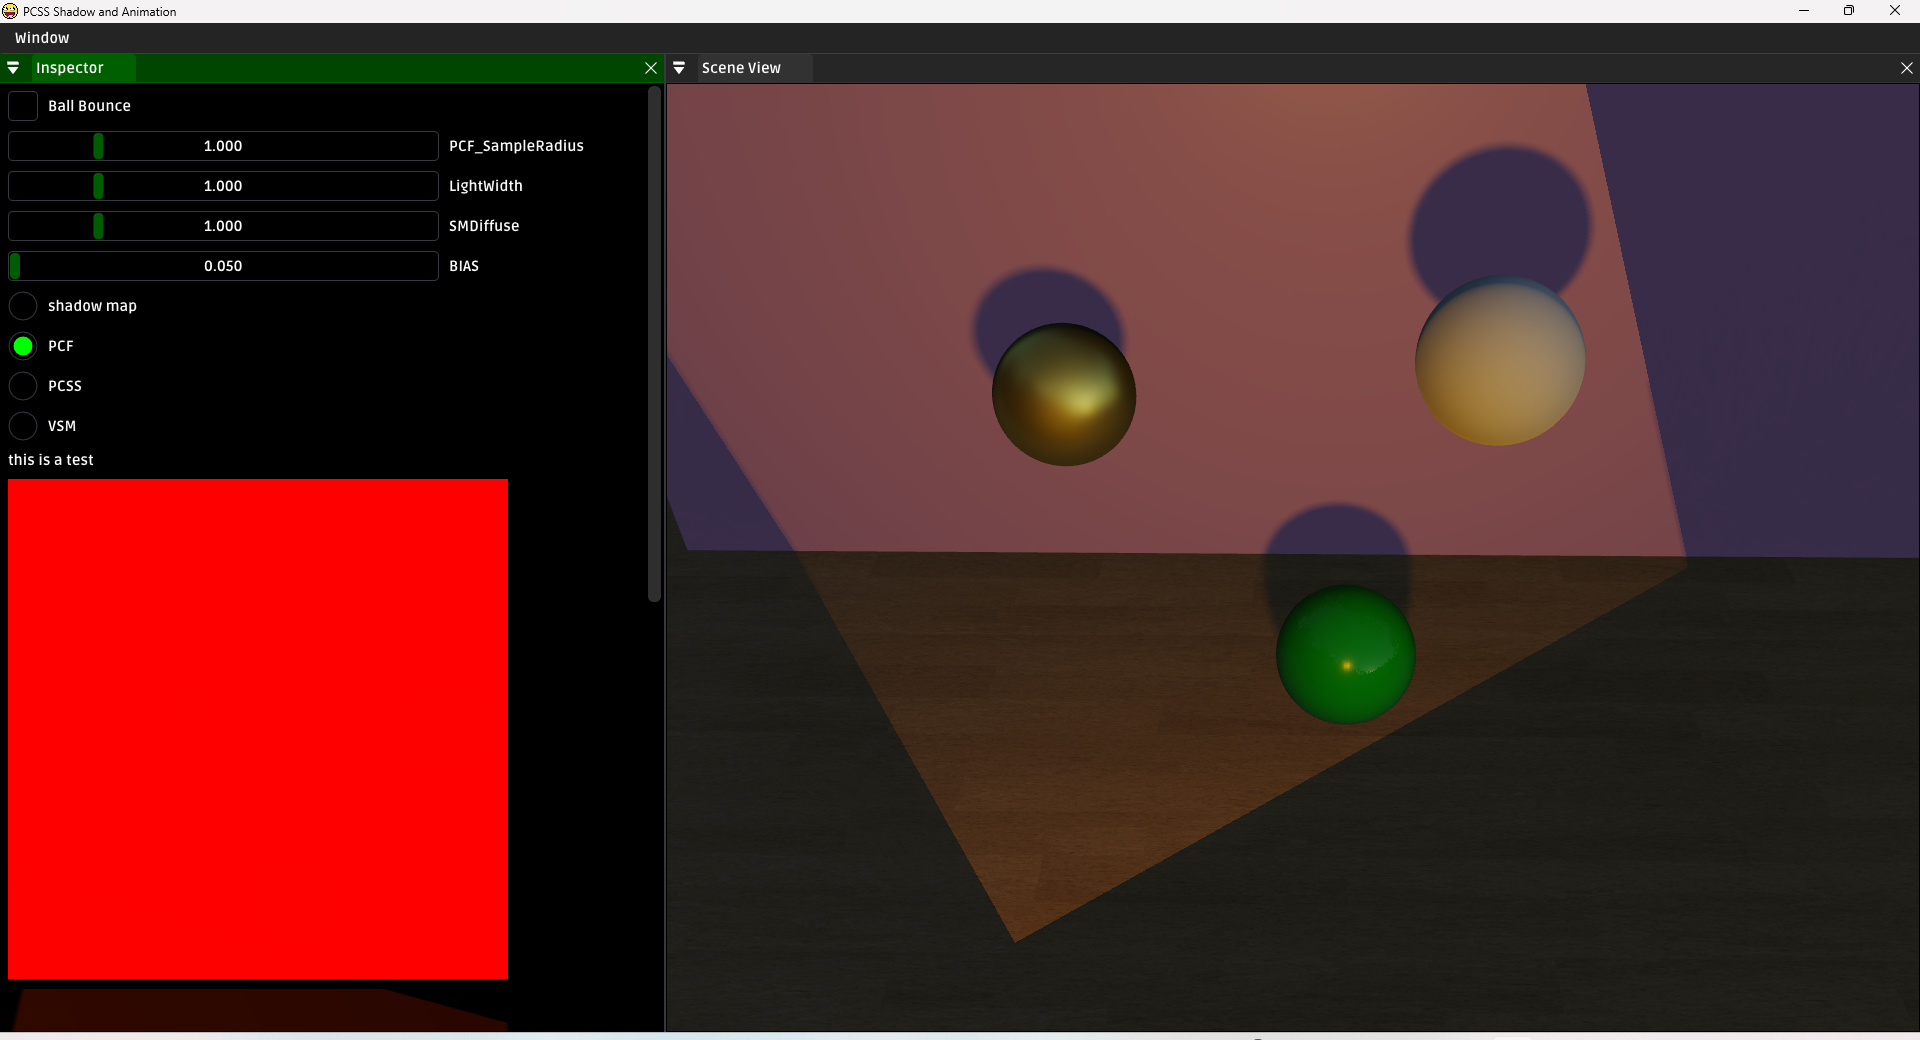 PCSS Shadow and Animation
Window
Inspector
Scene View
Ball Bounce
1.000 PCF_SampleRadius
1.000 LightWidth
1.000 SMDiffuse
0.050 BIAS
shadow map
PCF
PCSS
VSM
this is a test